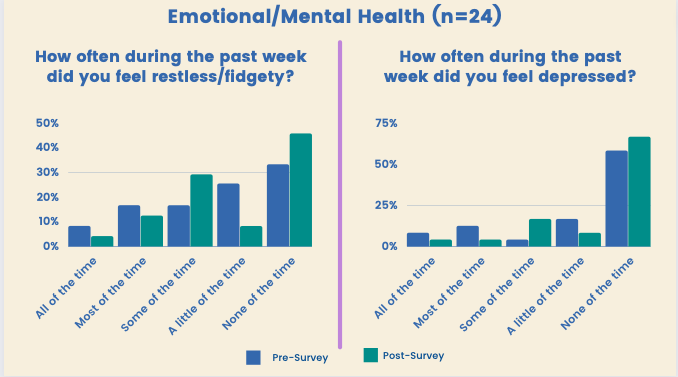 Emotional/Mental Health (n=24)
How often during the past week
did you feel restless/fidgety?
50%
40%
30%
20%
10%
0%
All of the time
Most of the time
Some of the time
A little of the time
None of the time
How often during the past
week did you feel depressed?
75%
50%
25%
0%
All of the time
Most of the time
Some of the time
A little of the time
None of the time
Pre-Survey
Post-Survey